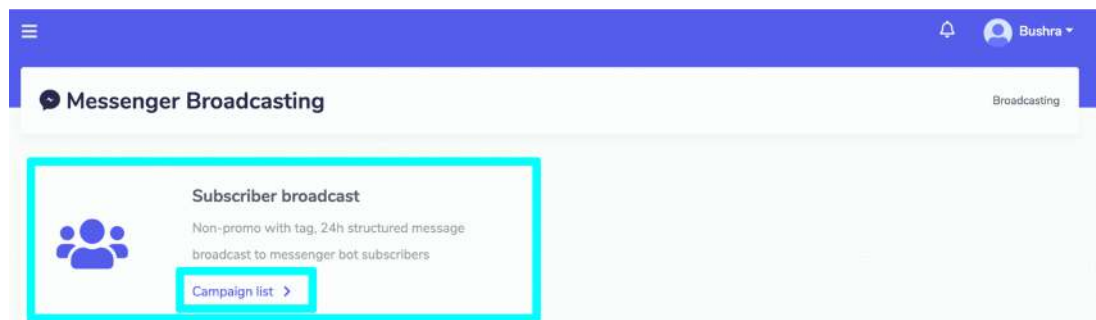 Bushra
Messenger Broadcasting
Broadcasting
Subscriber broadcast
Non-promo with tag, 24h structured message
broadcast to messenger bot subscribers
Campaign list